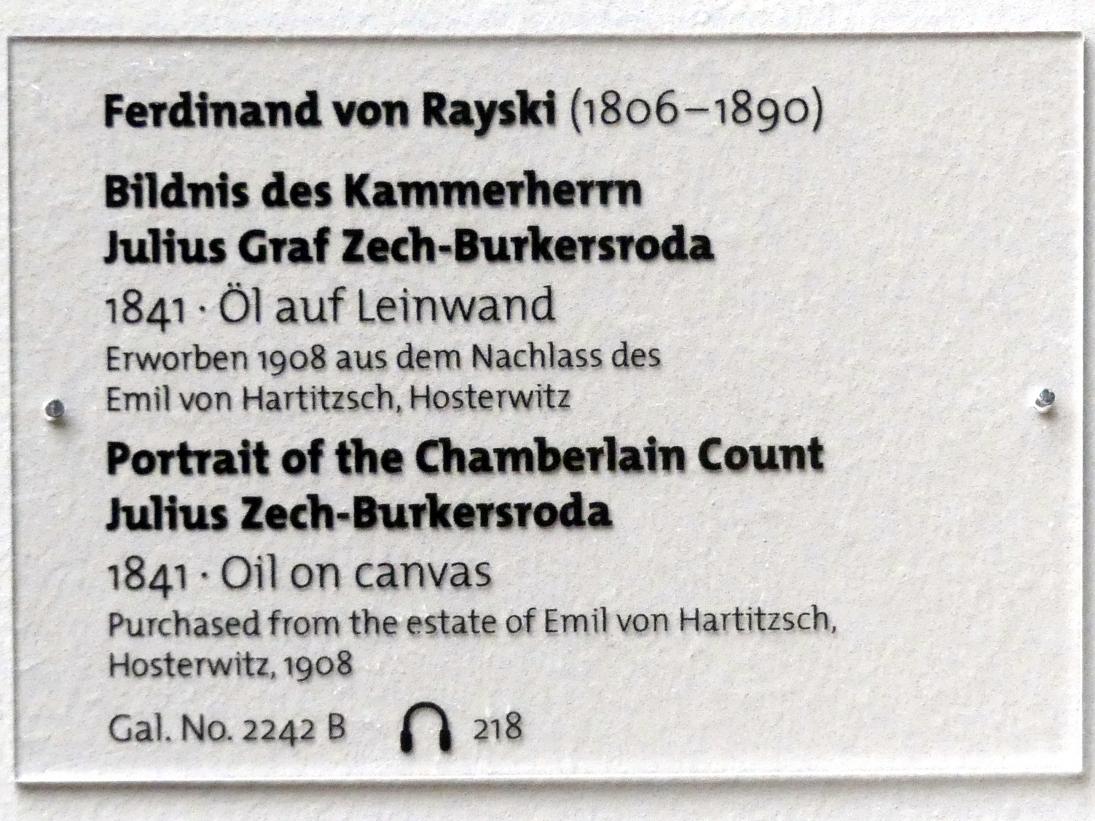 Ferdinand von Rayski (1806–1890)
Bildnis des Kammerherrn
Julius Graf Zech-Burkersroda
1841 · Öl auf Leinwand
Erworben 1908 aus dem Nachlass des
Emil von Hartitzsch, Hosterwitz
Portrait of the Chamberlain Count
Julius Zech-Burkersroda
1841 · Oil on canvas
Purchased from the estate of Emil von Hartitzsch,
Hosterwitz, 1908
Gal. No. 2242 B 218